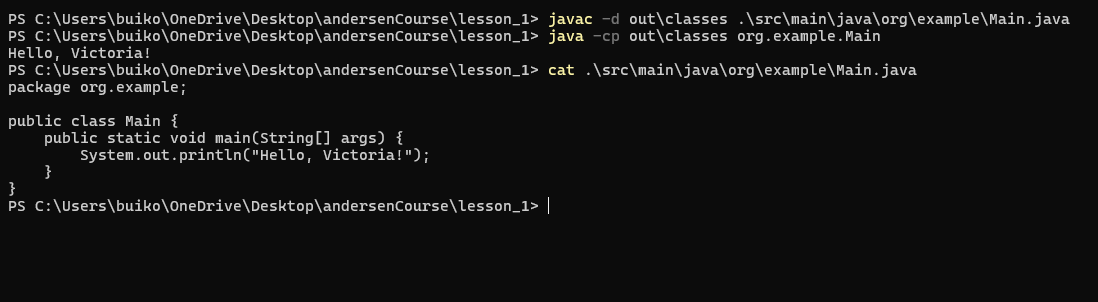 PS C:\Users\buiko\OneDrive\Desktop\andersenCourse\lesson_1> javac -d out\classes .\src\main\java\org\example\Main.java
PS C:\Users\buiko\OneDrive\Desktop\andersenCourse\lesson_1> java -cp out\classes org.example.Main
Hello, Victoria!
PS C:\Users\buiko\OneDrive\Desktop\andersenCourse\lesson_1> cat .\src\main\java\org\example\Main.java
package org.example;

public class Main {
    public static void main(String[] args) {
        System.out.println("Hello, Victoria!");
    }
}
PS C:\Users\buiko\OneDrive\Desktop\andersenCourse\lesson_1>